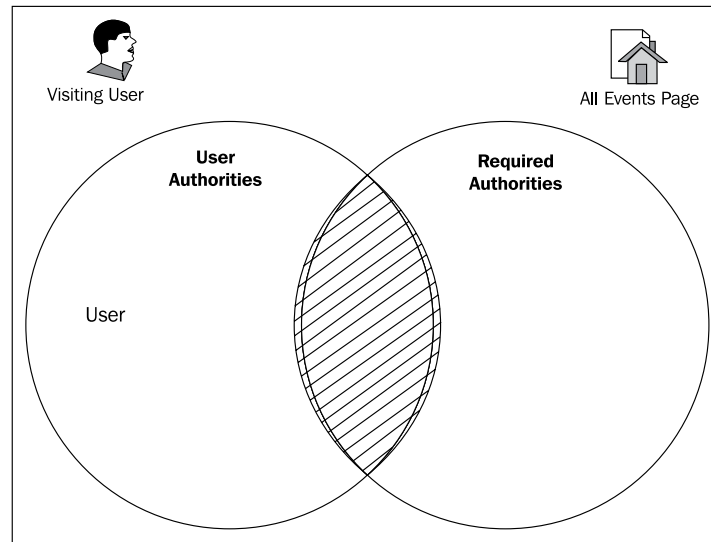 Visiting User
All Events Page
User
Authorities
Required
Authorities
User